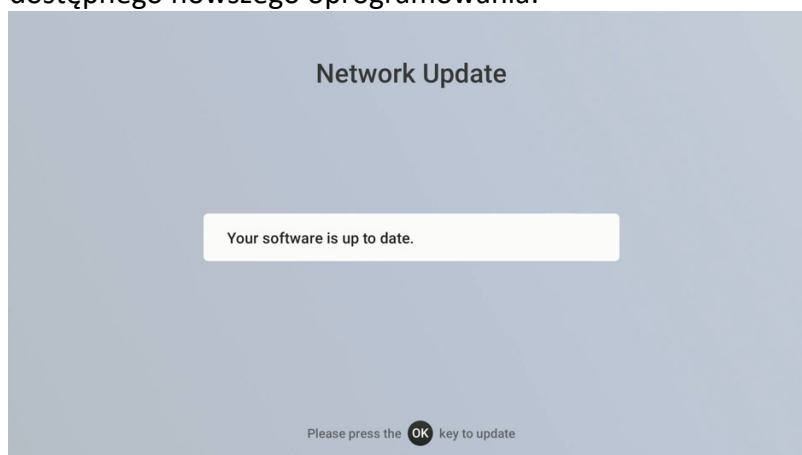 dostępnego nowszego oprogramowania.
Network Update
Your software is up to date.
Please press the OK key to update